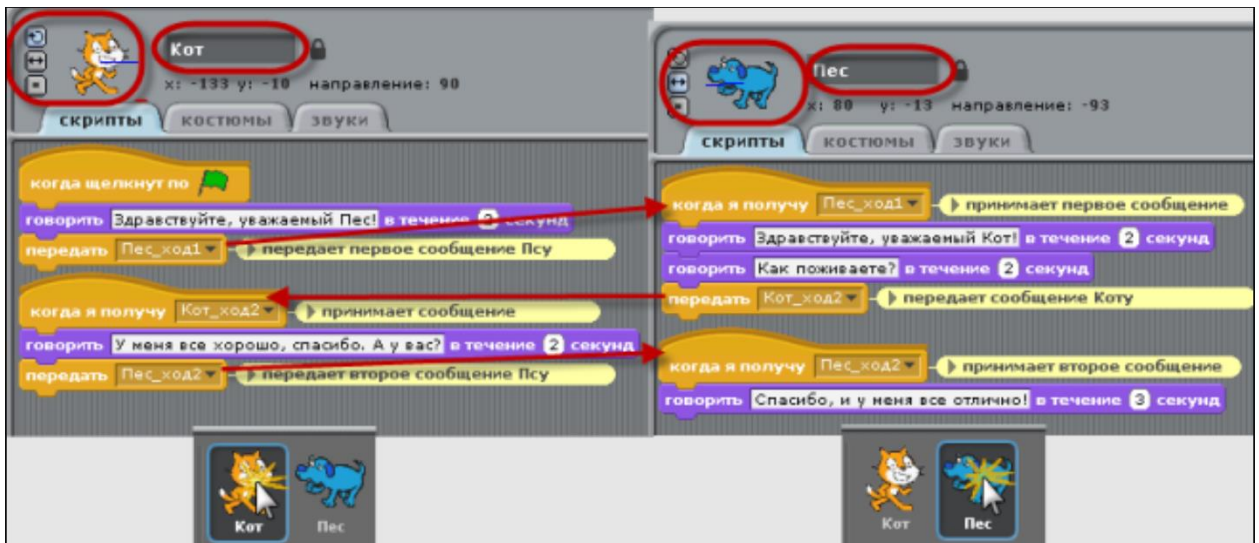 Кот
x: -133 y: -10 направление: 90
скрипты костюмы звуки
когда щелкнут по
говорить Здравствуйте, уважаемый Пес! в течение 2 секунд
передать Пес_ход1 передает первое сообщение Псу
когда я получу Кот_ход2 принимает сообщение
говорить У меня все хорошо, спасибо. А у вас? в течение 2 секунд
передать Пес_ход2 передает второе сообщение Псу
Кот Пес
Пес
x: 80 y: -13 направление: -93
скрипты костюмы звуки
когда я получу Пес_ход1 принимает первое сообщение
говорить Здравствуйте, уважаемый Кот! в течение 2 секунд
говорить Как поживаете? в течение 2 секунд
передать Кот_ход2 передает сообщение Коту
когда я получу Пес_ход2 принимает второе сообщение
говорить Спасибо, и у меня все отлично! в течение 3 секунд
Кот Пес